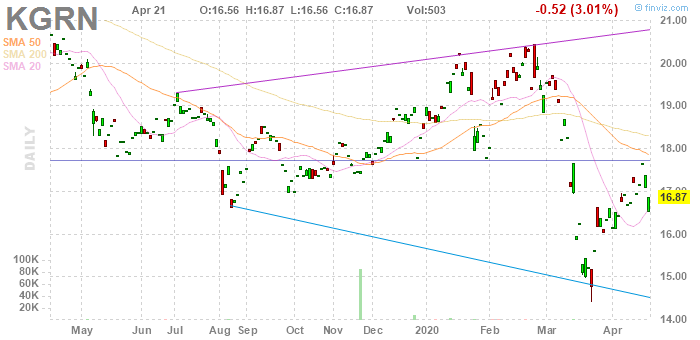 © finviz.com
KGRN Apr 21 O:16.56 H:16.87 L:16.56 C:16.87 Vol:503 -0.52 (3.01%)
SMA 50
SMA 200
SMA 20
DAILY
21.00
20.00
19.00
18.00
17.00
16.87
16.00
15.00
14.00
100K
80K
60K
40K
20K
May Jun Jul Aug Sep Oct Nov Dec 2020 Feb Mar Apr